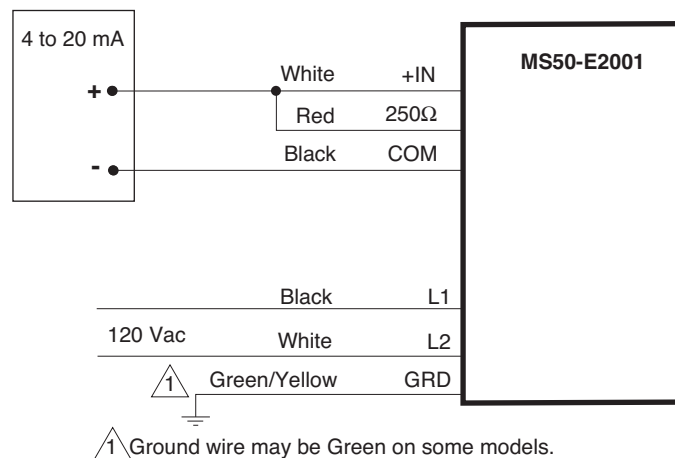 4 to 20 mA
MS50-E2001
White +IN
+
Red 250Ω
Black COM
-
Black L1
120 Vac
White L2
1 Green/Yellow GRD
1 Ground wire may be Green on some models.